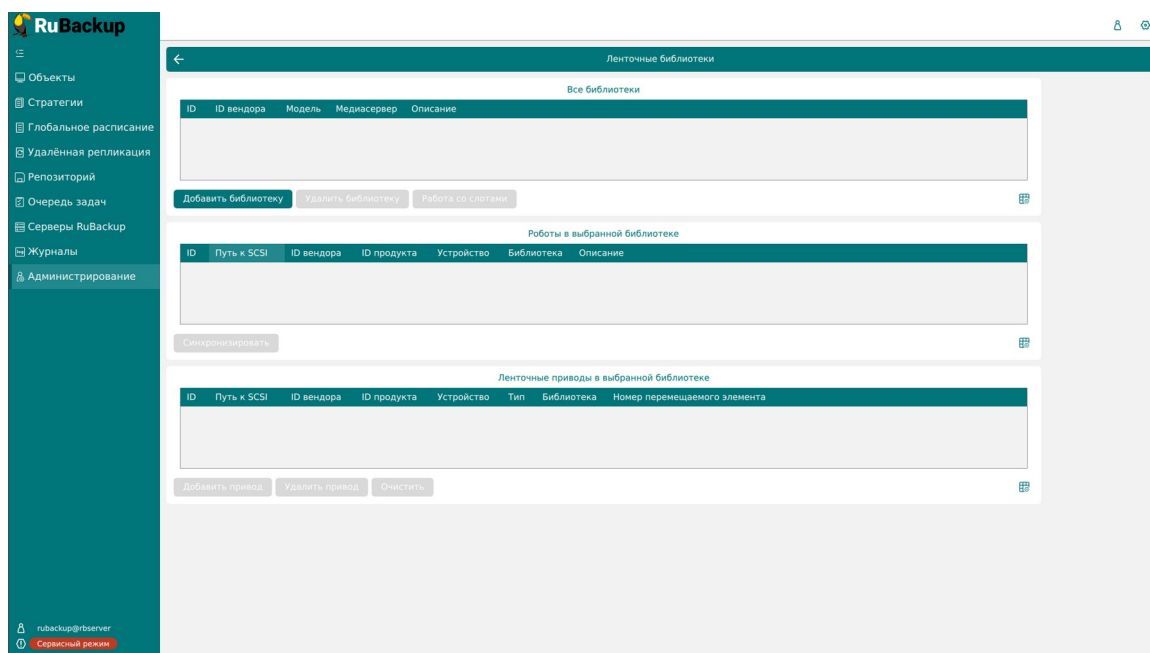 RuBackup
Объекты
Стратегии
Глобальное расписание
Удалённая репликация
Репозиторий
Очередь задач
Серверы RuBackup
Журналы
Администрирование
rubackup@rbserver
Сервисный режим
Ленточные библиотеки
Все библиотеки
ID ID вендора Модель Медиасервер Описание
Добавить библиотеку Удалить библиотеку Работа со слотами
Роботы в выбранной библиотеке
ID Путь к SCSI ID вендора ID продукта Устройство Библиотека Описание
Синхронизировать
Ленточные приводы в выбранной библиотеке
ID Путь к SCSI ID вендора ID продукта Устройство Тип Библиотека Номер перемещаемого элемента
Добавить привод Удалить привод Очистить